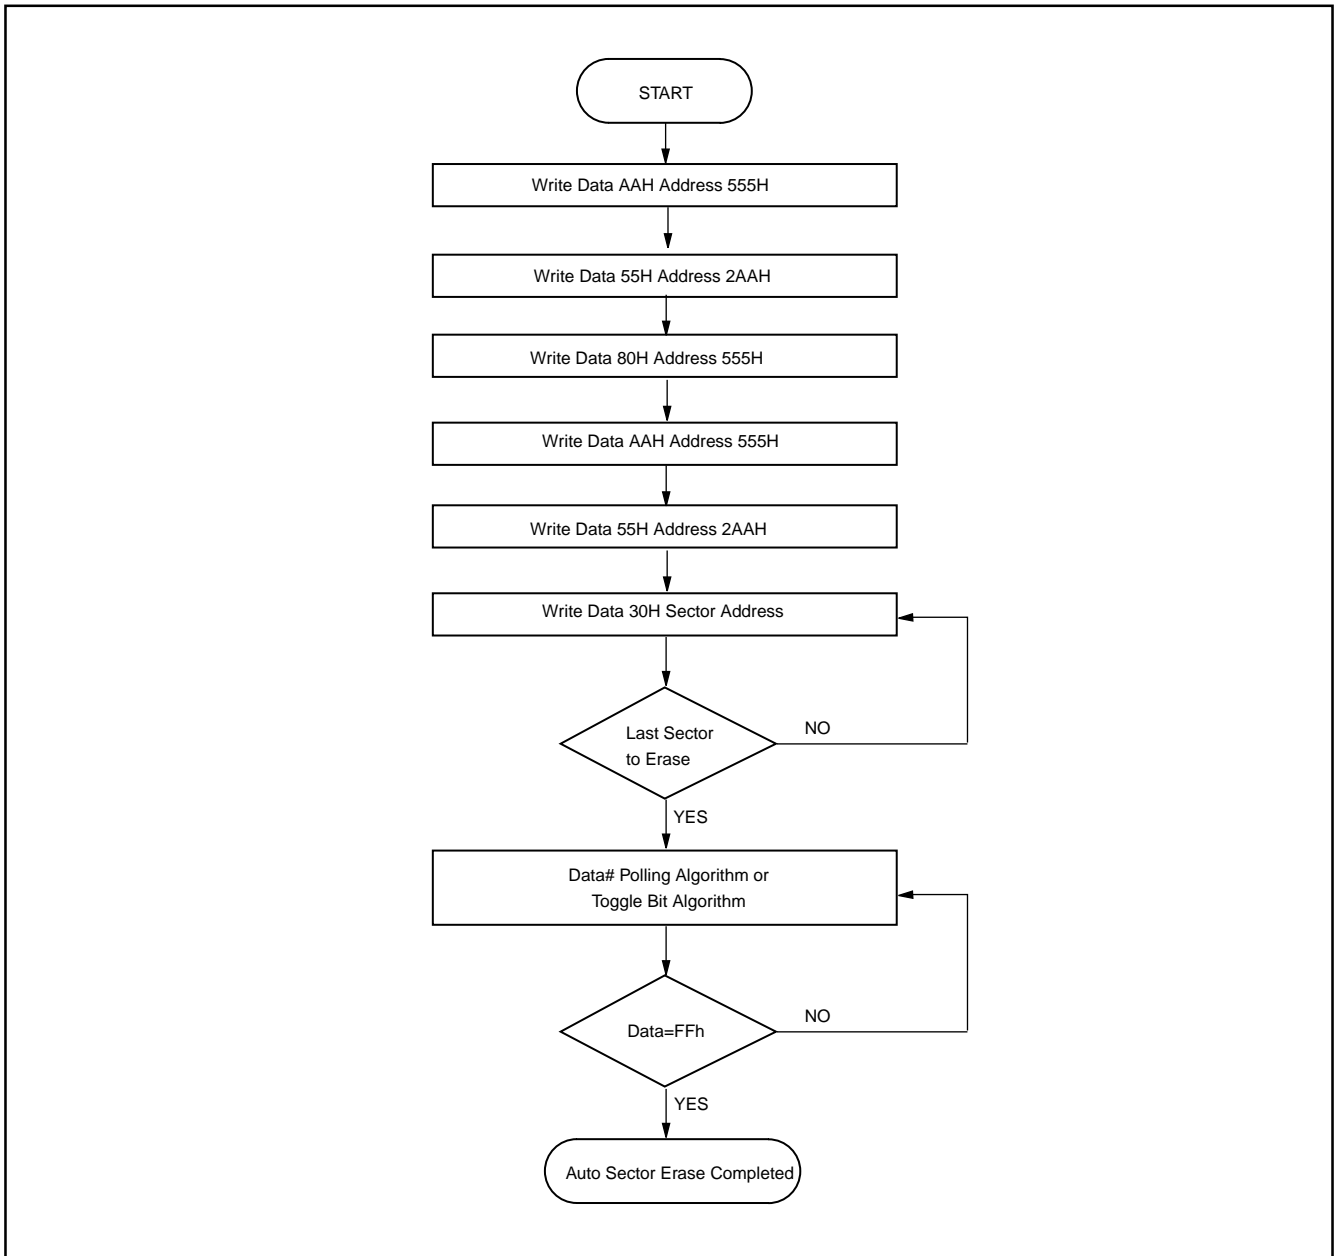 START
Write Data AAH Address 555H
Write Data 55H Address 2AAH
Write Data 80H Address 555H
Write Data AAH Address 555H
Write Data 55H Address 2AAH
Write Data 30H Sector Address
Last Sector
to Erase
NO
YES
Data# Polling Algorithm or
Toggle Bit Algorithm
Data=FFh
NO
YES
Auto Sector Erase Completed